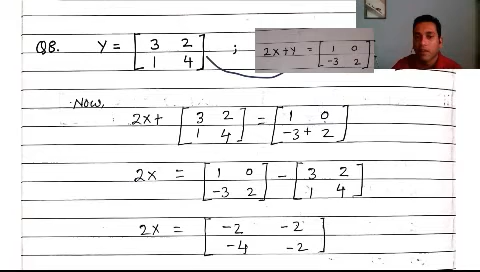 Q8. Y = [3 2; 1 4] ; 2x+y = [1 0; -3 2]
Now,
2x+ [3 2; 1 4] = [1 0; -3+ 2]
2x = [1 0; -3 2] - [3 2; 1 4]
2x = [-2 -2; -4 -2]